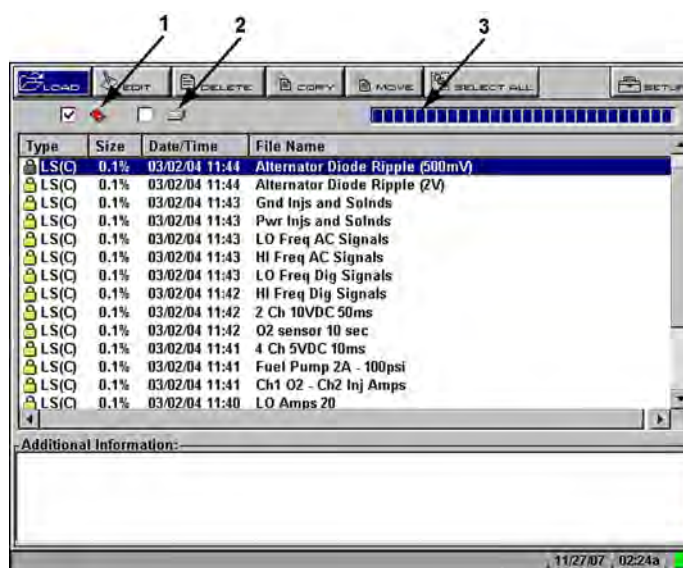 1 2 3
LOAD EDIT DELETE COPY MOVE SELECT ALL SETUP
Type Size Date/Time File Name
LS(C) 0.1% 03/02/04 11:44 Alternator Diode Ripple (500mV)
LS(C) 0.1% 03/02/04 11:44 Alternator Diode Ripple (2V)
LS(C) 0.1% 03/02/04 11:43 Gnd Injs and Solnds
LS(C) 0.1% 03/02/04 11:43 Pwr Injs and Solnds
LS(C) 0.1% 03/02/04 11:43 LO Freq AC Signals
LS(C) 0.1% 03/02/04 11:43 HI Freq AC Signals
LS(C) 0.1% 03/02/04 11:43 LO Freq Dig Signals
LS(C) 0.1% 03/02/04 11:42 HI Freq Dig Signals
LS(C) 0.1% 03/02/04 11:42 2 Ch 10VDC 50ms
LS(C) 0.1% 03/02/04 11:42 O2 sensor 10 sec
LS(C) 0.1% 03/02/04 11:41 4 Ch 5VDC 10ms
LS(C) 0.1% 03/02/04 11:41 Fuel Pump 2A - 100psi
LS(C) 0.1% 03/02/04 11:41 Ch1 O2 - Ch2 Inj Amps
LS(C) 0.1% 03/02/04 11:40 LO Amps 20
Additional Information:
11/27/07 02:24a